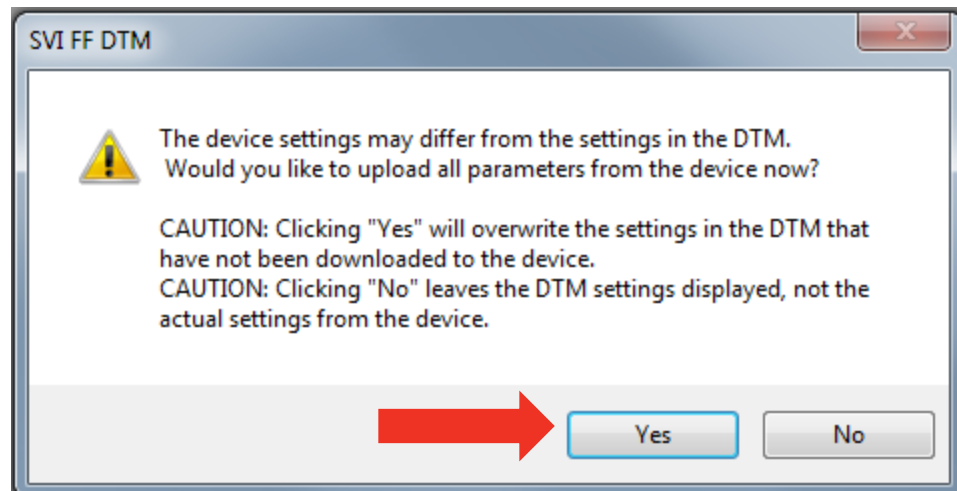 SVI FF DTM
The device settings may differ from the settings in the DTM.
Would you like to upload all parameters from the device now?
CAUTION: Clicking "Yes" will overwrite the settings in the DTM that
have not been downloaded to the device.
CAUTION: Clicking "No" leaves the DTM settings displayed, not the
actual settings from the device.
Yes
No